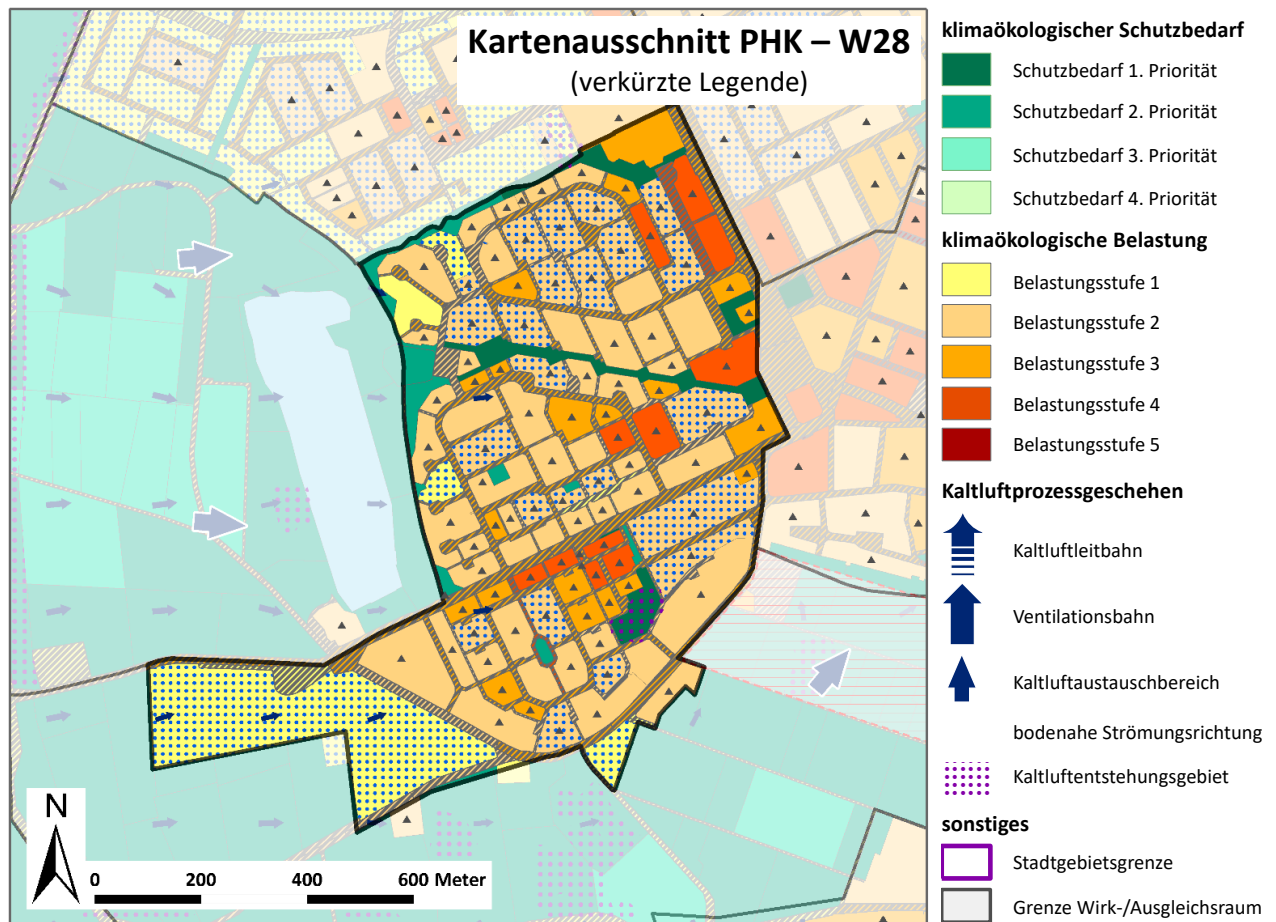 Kartenausschnitt PHK – W28
(verkürzte Legende)
klimaökologischer Schutzbedarf
Schutzbedarf 1. Priorität
Schutzbedarf 2. Priorität
Schutzbedarf 3. Priorität
Schutzbedarf 4. Priorität
klimaökologische Belastung
Belastungsstufe 1
Belastungsstufe 2
Belastungsstufe 3
Belastungsstufe 4
Belastungsstufe 5
Kaltluftprozessgeschehen
Kaltluftleitbahn
Ventilationsbahn
Kaltluftaustauschbereich
bodenahe Strömungsrichtung
Kaltluftentstehungsgebiet
sonstiges
Stadtgebietsgrenze
Grenze Wirk-/Ausgleichsraum
N
0 200 400 600 Meter